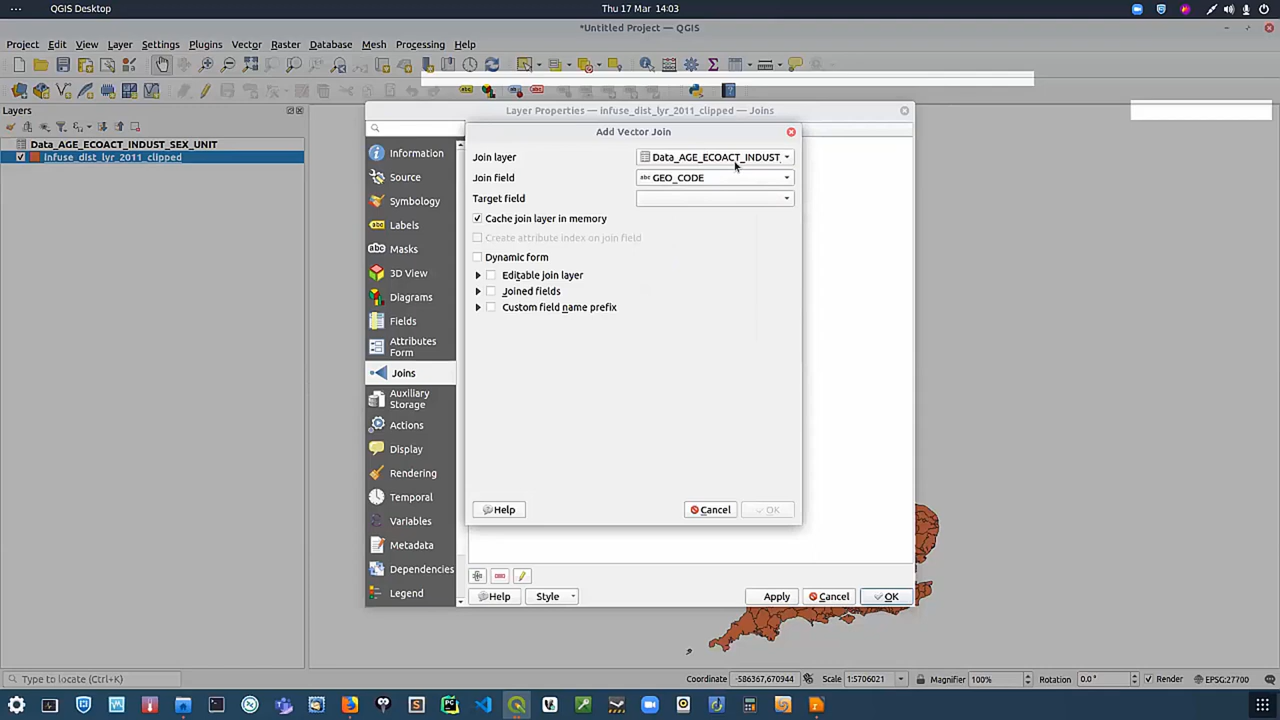 QGIS Desktop
Thu 17 Mar 14:03
*Untitled Project — QGIS
Project Edit View Layer Settings Plugins Vector Raster Database Mesh Processing Help
Layers
Data_AGE_ECOACT_INDUST_SEX_UNIT
infuse_dist_lyr_2011_clipped
Layer Properties — infuse_dist_lyr_2011_clipped — Joins
Information
Source
Symbology
abc Labels
abc Masks
3D View
Diagrams
Fields
Attributes
Form
Joins
Auxiliary
Storage
Actions
Display
Rendering
Temporal
Variables
Metadata
Dependencies
Legend
Add Vector Join
Join layer Data_AGE_ECOACT_INDUST
Join field abc GEO_CODE
Target field
Cache join layer in memory
Create attribute index on join field
Dynamic form
Editable join layer
Joined fields
Custom field name prefix
Help Cancel OK
Help Style Apply Cancel OK
Type to locate (Ctrl+K)
Coordinate -586367,670944 Scale 1:5706021 Magnifier 100% Rotation 0.0° Render EPSG:27700